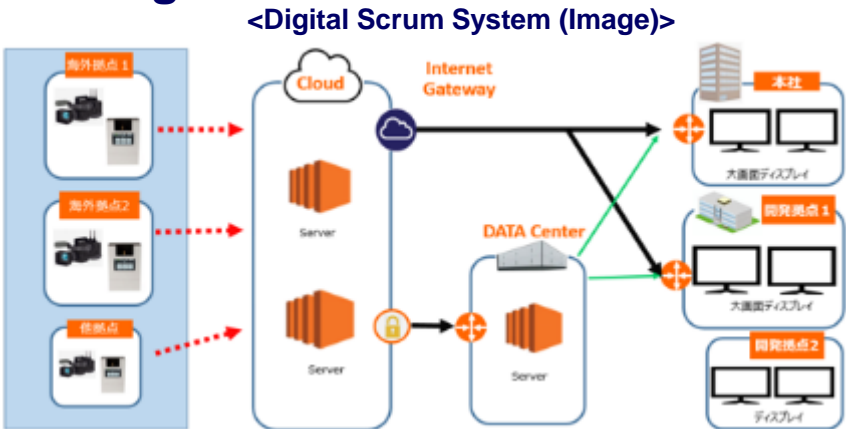 <Digital Scrum System (Image)>
海外拠点 1
海外拠点2
他拠点
Cloud
Server
Server
Internet
Gateway
DATA Center
Server
本社
大画面ディスプレイ
開発拠点 1
大画面ディスプレイ
開発拠点2
ディスプレイ